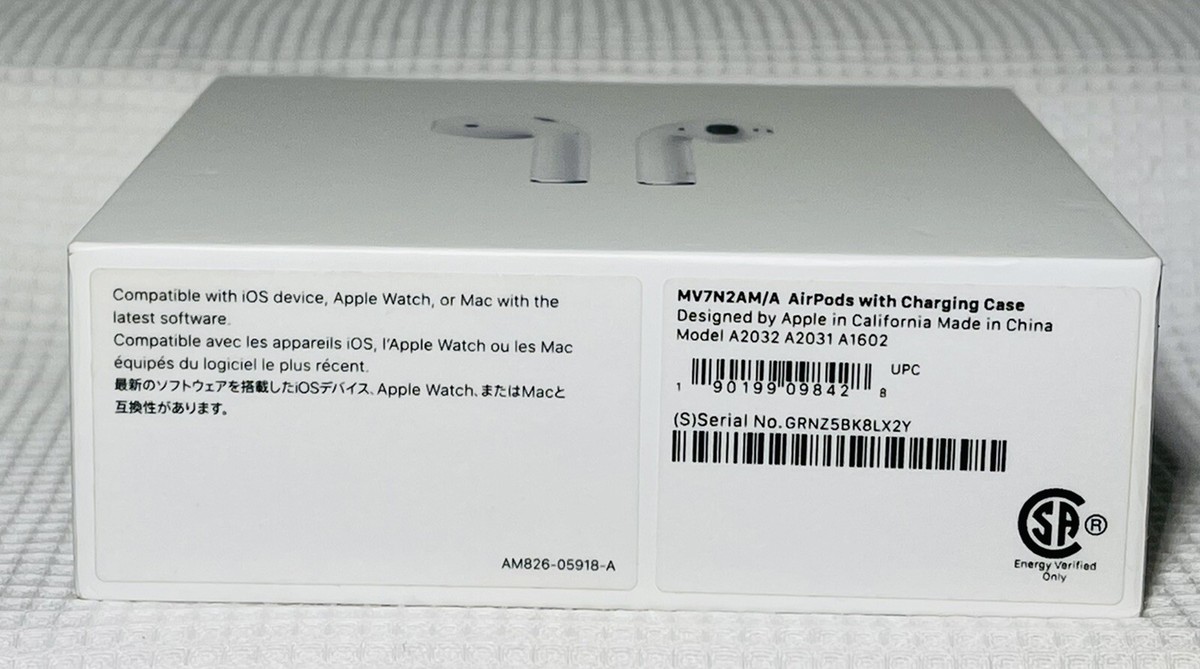 Compatible with iOS device, Apple Watch, or Mac with the
latest software.
Compatible avec les appareils iOS, l'Apple Watch ou les Mac
équipés du logiciel le plus récent.
最新のソフトウェアを搭載したiOSデバイス、Apple Watch、またはMacと
互換性があります。
AM826-05918-A
MV7N2AM/A AirPods with Charging Case
Designed by Apple in California Made in China
Model A2032 A2031 A1602
UPC
1 90199 09842 8
(S)Serial No. GRNZ5BK8LX2Y
SA ®
Energy Verified
Only